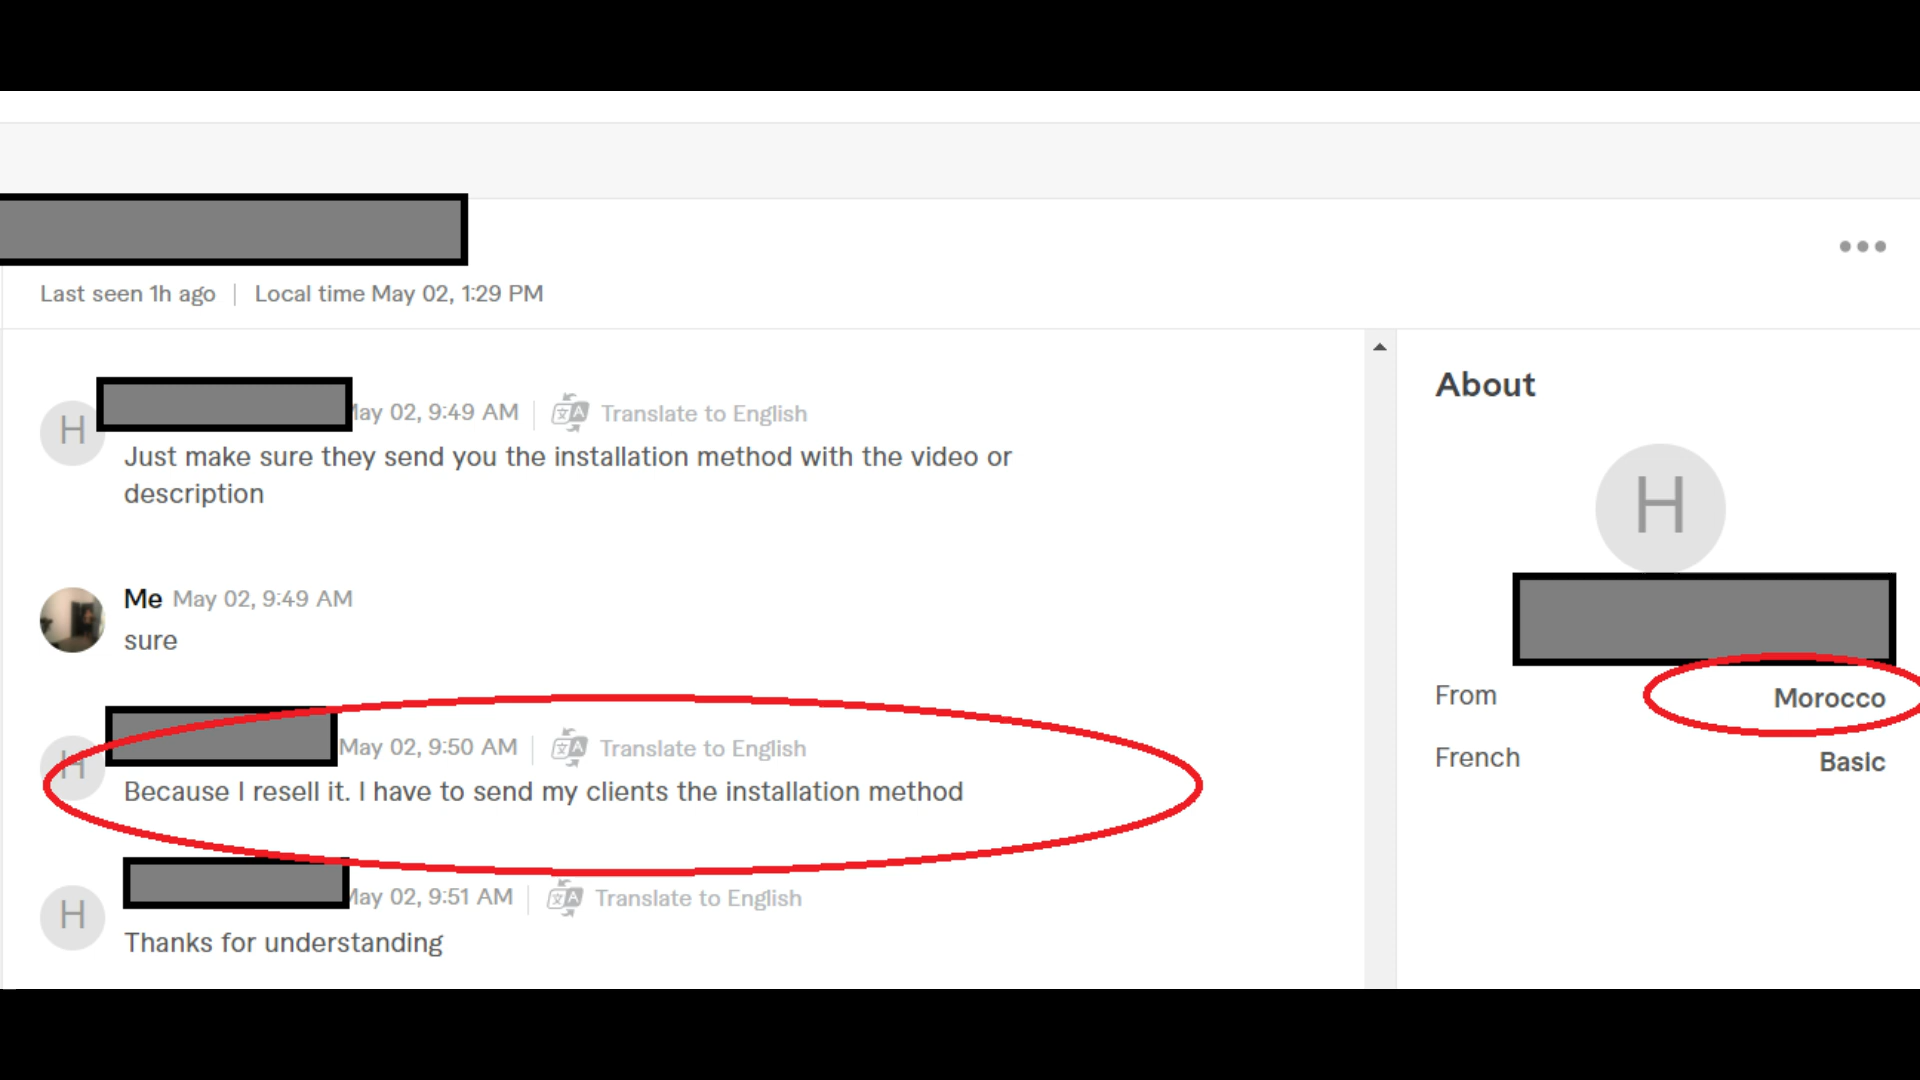 Last seen 1h ago | Local time May 02, 1:29 PM
H
May 02, 9:49 AM | Translate to English
Just make sure they send you the installation method with the video or
description
Me May 02, 9:49 AM
sure
H
May 02, 9:50 AM | Translate to English
Because I resell it. I have to send my clients the installation method
H
May 02, 9:51 AM | Translate to English
Thanks for understanding
About
H
From Morocco
French Basic